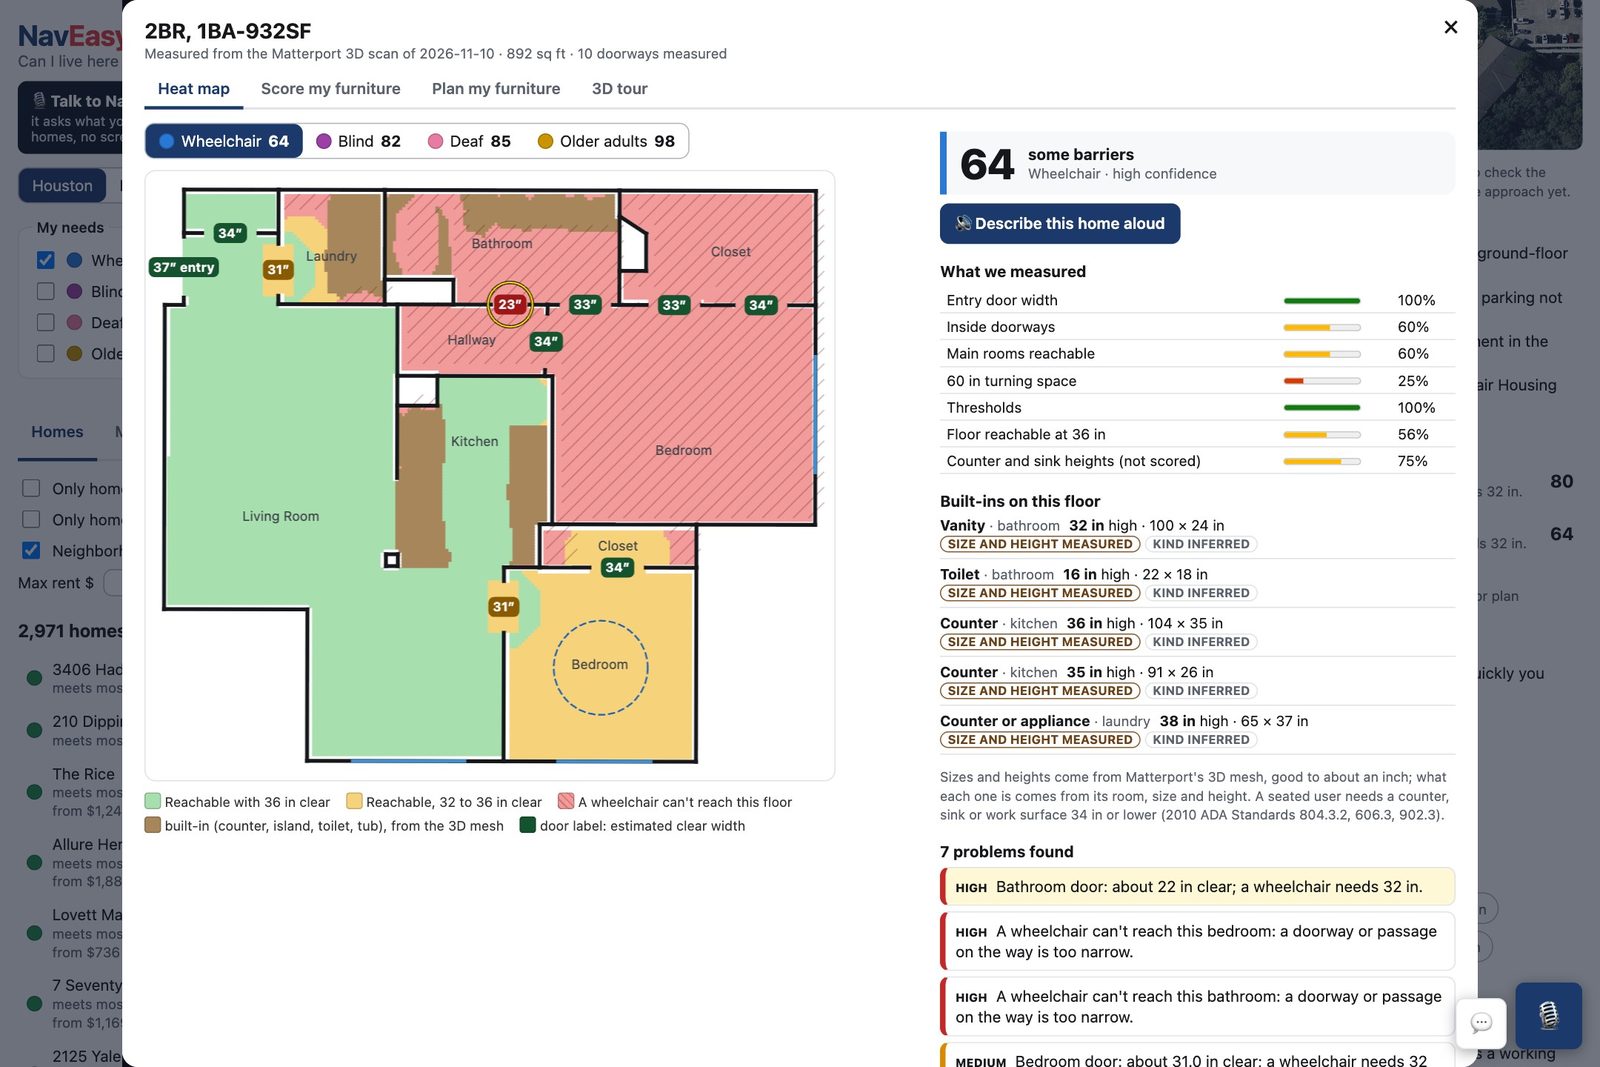 NavEasy
Can I live here
Talk to Na
it asks what yo
homes, no scre
Houston
My needs
Whe
Blind
Deaf
Olde
Homes
M
Only home
Only home
Neighborh
Max rent $
2,971 homes
3406 Had
meets mos
210 Dippin
meets mos
The Rice
meets mos
from $1,24
Allure Her
meets mos
from $1,88
Lovett Ma
meets mos
from $736
7 Seventy
meets mos
from $1,169
2125 Yale
2BR, 1BA-932SF
Measured from the Matterport 3D scan of 2026-11-10 · 892 sq ft · 10 doorways measured
×
Heat map
Score my furniture
Plan my furniture
3D tour
Wheelchair 64
Blind 82
Deaf 85
Older adults 98
34″
37″ entry
31″
Laundry
Bathroom
Closet
23″
33″
33″
34″
Hallway
34″
Kitchen
Bedroom
Living Room
Closet
34″
31″
Bedroom
Reachable with 36 in clear
Reachable, 32 to 36 in clear
A wheelchair can't reach this floor
built-in (counter, island, toilet, tub), from the 3D mesh
door label: estimated clear width
64
some barriers
Wheelchair · high confidence
Describe this home aloud
What we measured
Entry door width 100%
Inside doorways 60%
Main rooms reachable 60%
60 in turning space 25%
Thresholds 100%
Floor reachable at 36 in 56%
Counter and sink heights (not scored) 75%
Built-ins on this floor
Vanity · bathroom 32 in high · 100 × 24 in
SIZE AND HEIGHT MEASURED KIND INFERRED
Toilet · bathroom 16 in high · 22 × 18 in
SIZE AND HEIGHT MEASURED KIND INFERRED
Counter · kitchen 36 in high · 104 × 35 in
SIZE AND HEIGHT MEASURED KIND INFERRED
Counter · kitchen 35 in high · 91 × 26 in
SIZE AND HEIGHT MEASURED KIND INFERRED
Counter or appliance · laundry 38 in high · 65 × 37 in
SIZE AND HEIGHT MEASURED KIND INFERRED
Sizes and heights come from Matterport's 3D mesh, good to about an inch; what
each one is comes from its room, size and height. A seated user needs a counter,
sink or work surface 34 in or lower (2010 ADA Standards 804.3.2, 606.3, 902.3).
7 problems found
HIGH Bathroom door: about 22 in clear; a wheelchair needs 32 in.
HIGH A wheelchair can't reach this bedroom: a doorway or passage
on the way is too narrow.
HIGH A wheelchair can't reach this bathroom: a doorway or passage
on the way is too narrow.
MEDIUM Bedroom door: about 31.0 in clear; a wheelchair needs 32
check the
approach yet.
ground-floor
parking not
ent in the
air Housing
80
s 32 in.
64
s 32 in.
or plan
uickly you
n
s a working